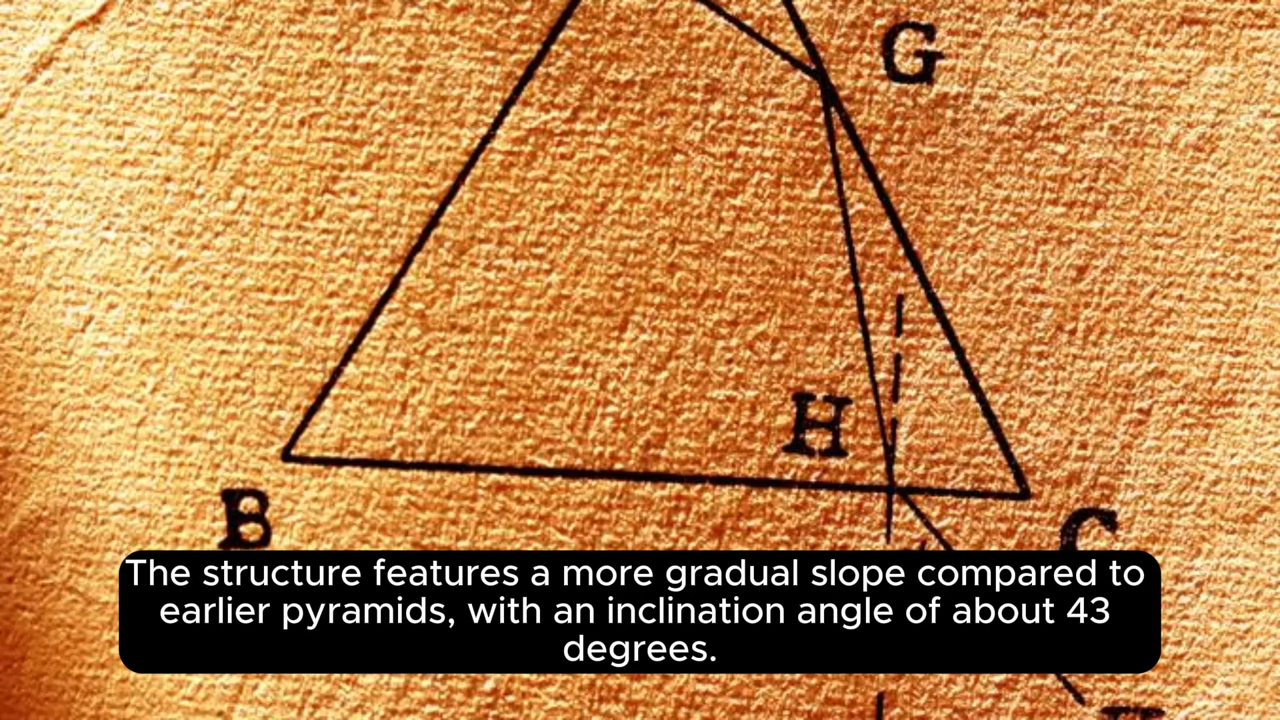 G
H
B
C
The structure features a more gradual slope compared to
earlier pyramids, with an inclination angle of about 43
degrees.